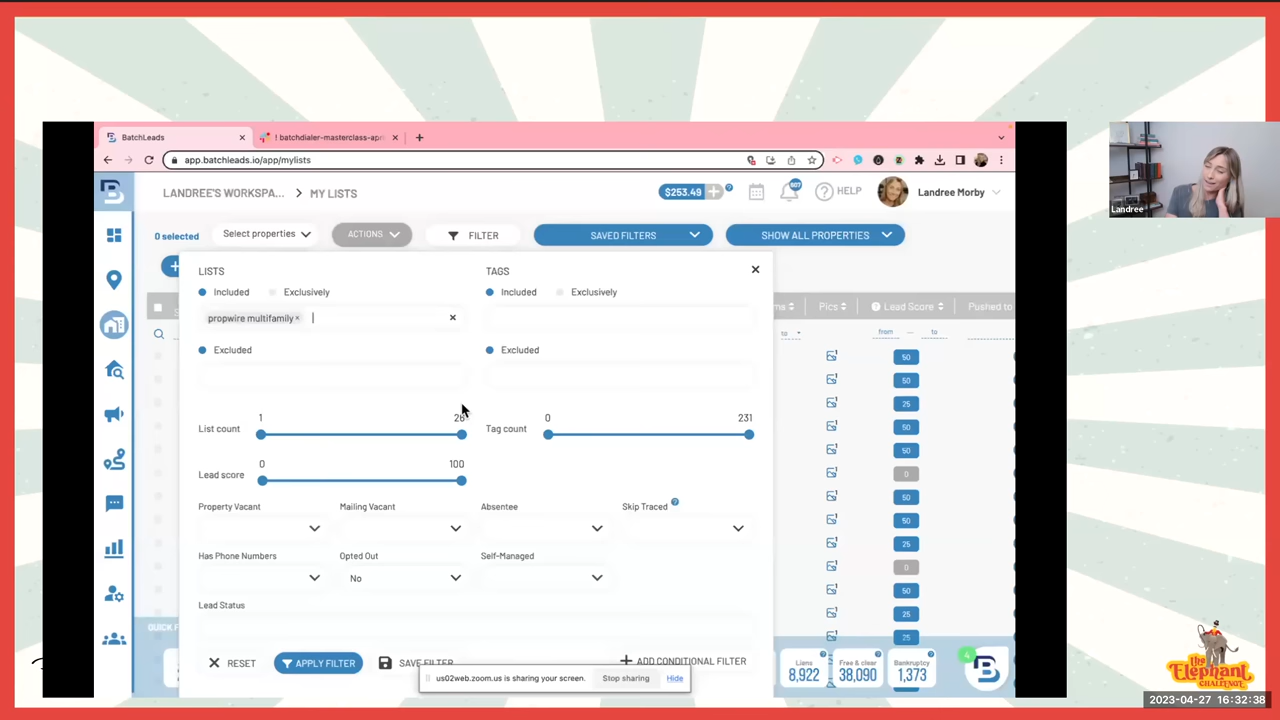 BatchLeads
! batchdialer-masterclass-apr
app.batchleads.io/app/mylists
LANDREE'S WORKSPA... > MY LISTS
$253.49
607
HELP
Landree Morby
0 selected
Select properties
ACTIONS
FILTER
SAVED FILTERS
SHOW ALL PROPERTIES
LISTS
TAGS
Included
Exclusively
Included
Exclusively
propwire multifamily
Excluded
Excluded
List count
1
Tag count
0
231
Lead score
0
100
Property Vacant
Mailing Vacant
Absentee
Skip Traced
Has Phone Numbers
Opted Out
Self-Managed
No
Lead Status
RESET
APPLY FILTER
SAVE FILTER
+ ADD CONDITIONAL FILTER
Pics
Lead Score
Pushed to
to
from
to
50
50
25
50
50
0
50
50
25
0
50
25
25
QUICK F
Liens
8,922
Free & clear
38,090
Bankruptcy
1,373
4
us02web.zoom.us is sharing your screen.
Stop sharing
Hide
Landree
the Elephant CHALLENGE
2023-04-27 16:32:38